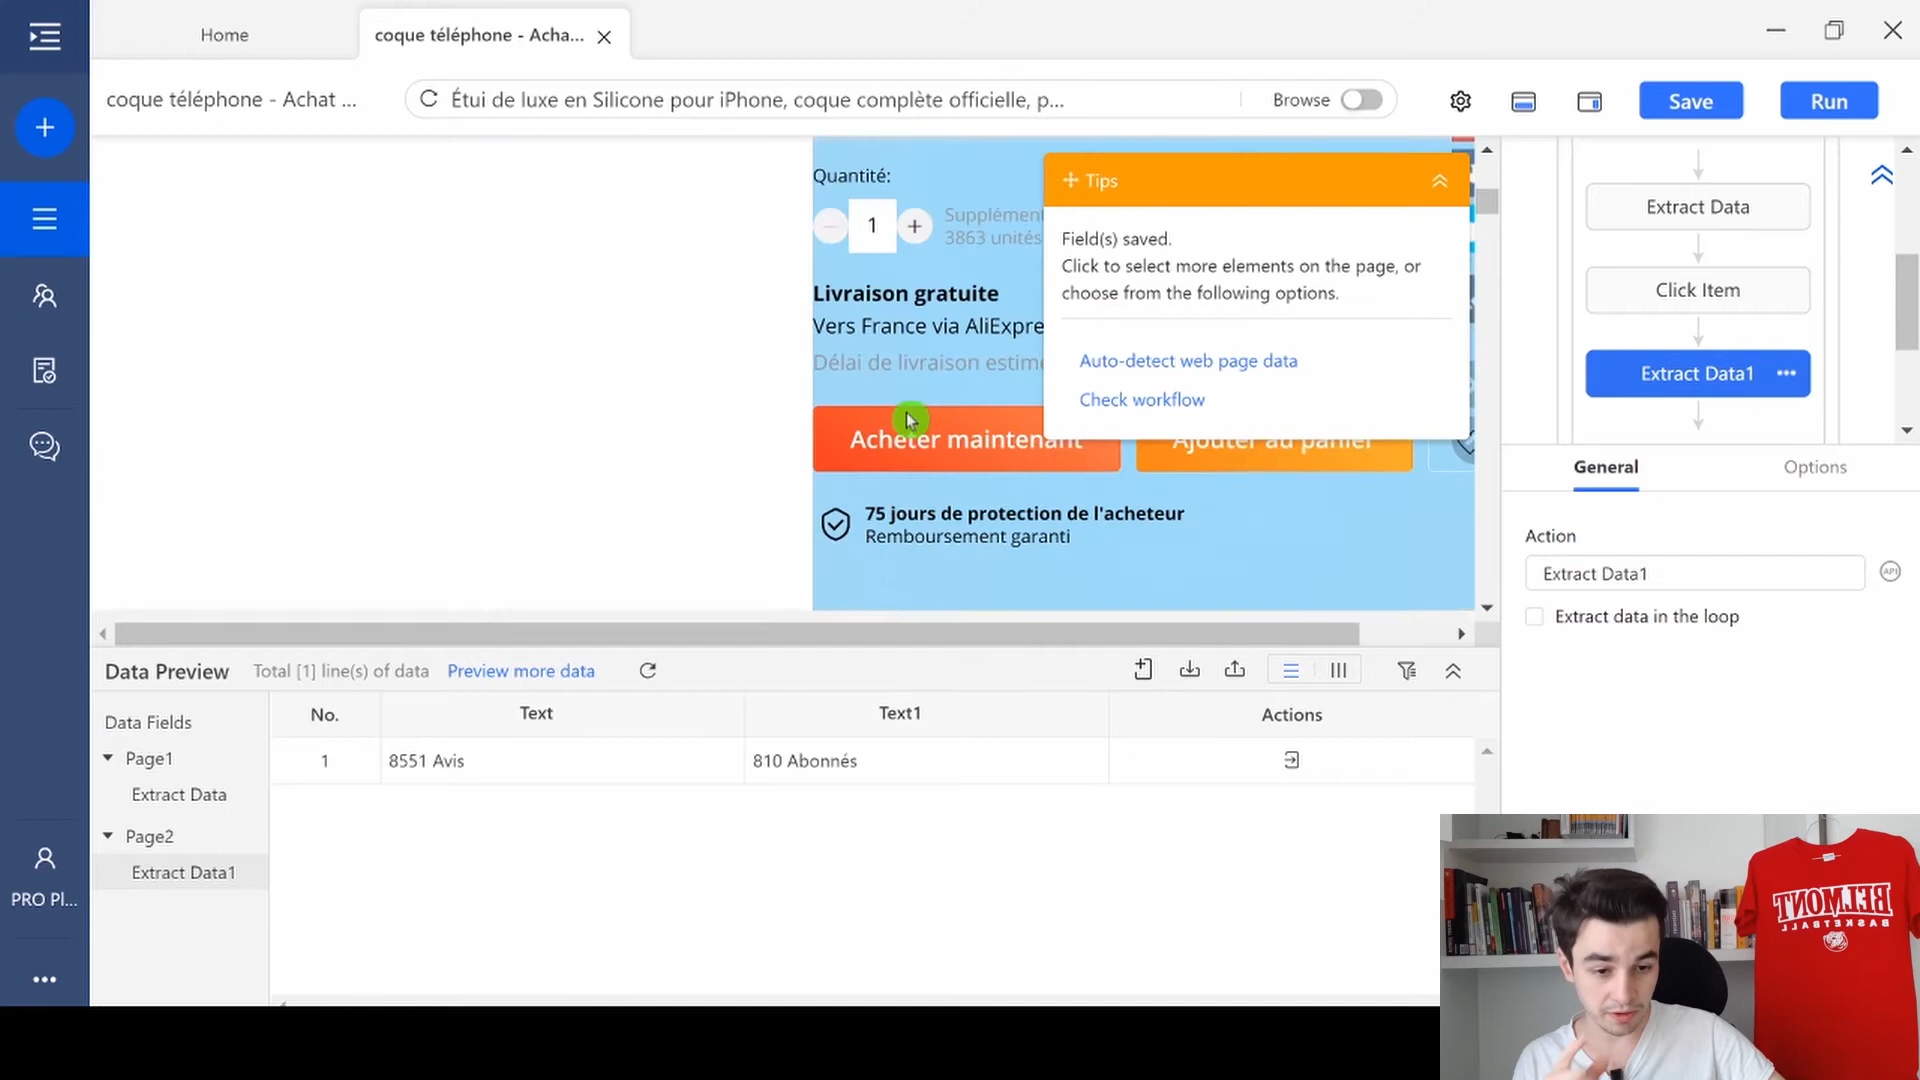 Home
coque téléphone - Acha...
coque téléphone - Achat ...
Étui de luxe en Silicone pour iPhone, coque complète officielle, p...
Browse
Save
Run
Quantité:
1
Supplément
3863 unités
Livraison gratuite
Vers France via AliExpre
Délai de livraison estimé
Acheter maintenant
Ajouter au panier
75 jours de protection de l'acheteur
Remboursement garanti
Tips
Field(s) saved.
Click to select more elements on the page, or
choose from the following options.
Auto-detect web page data
Check workflow
Extract Data
Click Item
Extract Data1
General
Options
Action
Extract Data1
API
Extract data in the loop
Data Preview
Total [1] line(s) of data
Preview more data
Data Fields
Page1
Extract Data
Page2
Extract Data1
No.
Text
Text1
Actions
1
8551 Avis
810 Abonnés
PRO Pl...
BELMONT
BASKETBALL